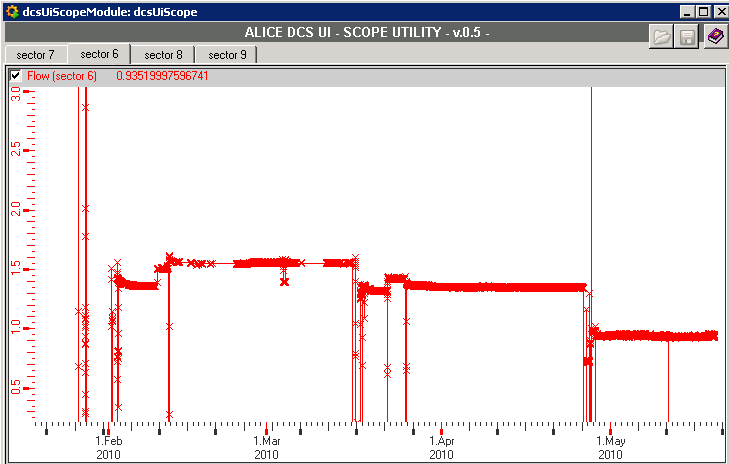 dcsUiScopeModule: dcsUiScope
ALICE DCS UI - SCOPE UTILITY - v.0.5 -
sector 7 sector 6 sector 8 sector 9
Flow (sector 6) 0.93519997596741
3.0
2.5
2.0
1.5
1.0
0.5
1.Feb 1.Mar 1.Apr 1.May
2010 2010 2010 2010